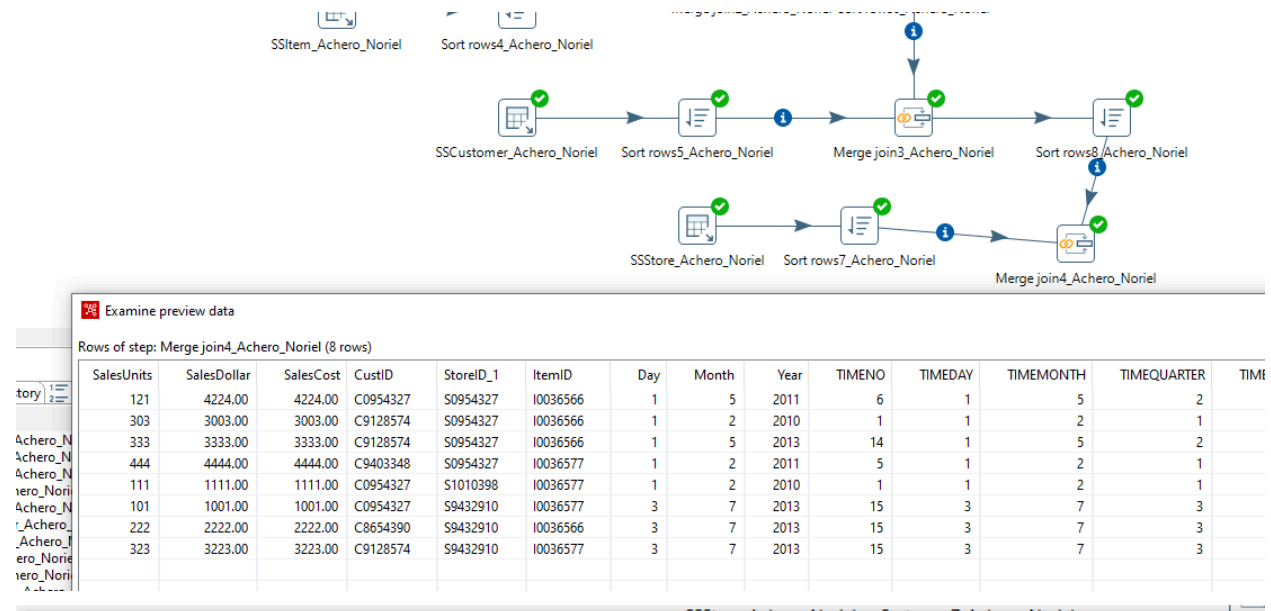 SSItem_Achero_Noriel Sort rows4_Achero_Noriel
SSCustomer_Achero_Noriel Sort rows5_Achero_Noriel Merge join3_Achero_Noriel Sort rows8_Achero_Noriel
SSStore_Achero_Noriel Sort rows7_Achero_Noriel
Merge join4_Achero_Noriel
Examine preview data
Rows of step: Merge join4_Achero_Noriel (8 rows)
SalesUnits SalesDollar SalesCost CustID StoreID_1 ItemID Day Month Year TIMENO TIMEDAY TIMEMONTH TIMEQUARTER
121 4224.00 4224.00 C0954327 S0954327 I0036566 1 5 2011 6 1 5 2
303 3003.00 3003.00 C9128574 S0954327 I0036566 1 2 2010 1 1 2 1
333 3333.00 3333.00 C9128574 S0954327 I0036566 1 5 2013 14 1 5 2
444 4444.00 4444.00 C9403348 S0954327 I0036577 1 2 2011 5 1 2 1
111 1111.00 1111.00 C0954327 S1010398 I0036577 1 2 2010 1 1 2 1
101 1001.00 1001.00 C0954327 S9432910 I0036577 3 7 2013 15 3 7 3
222 2222.00 2222.00 C8654390 S9432910 I0036566 3 7 2013 15 3 7 3
323 3223.00 3223.00 C9128574 S9432910 I0036577 3 7 2013 15 3 7 3